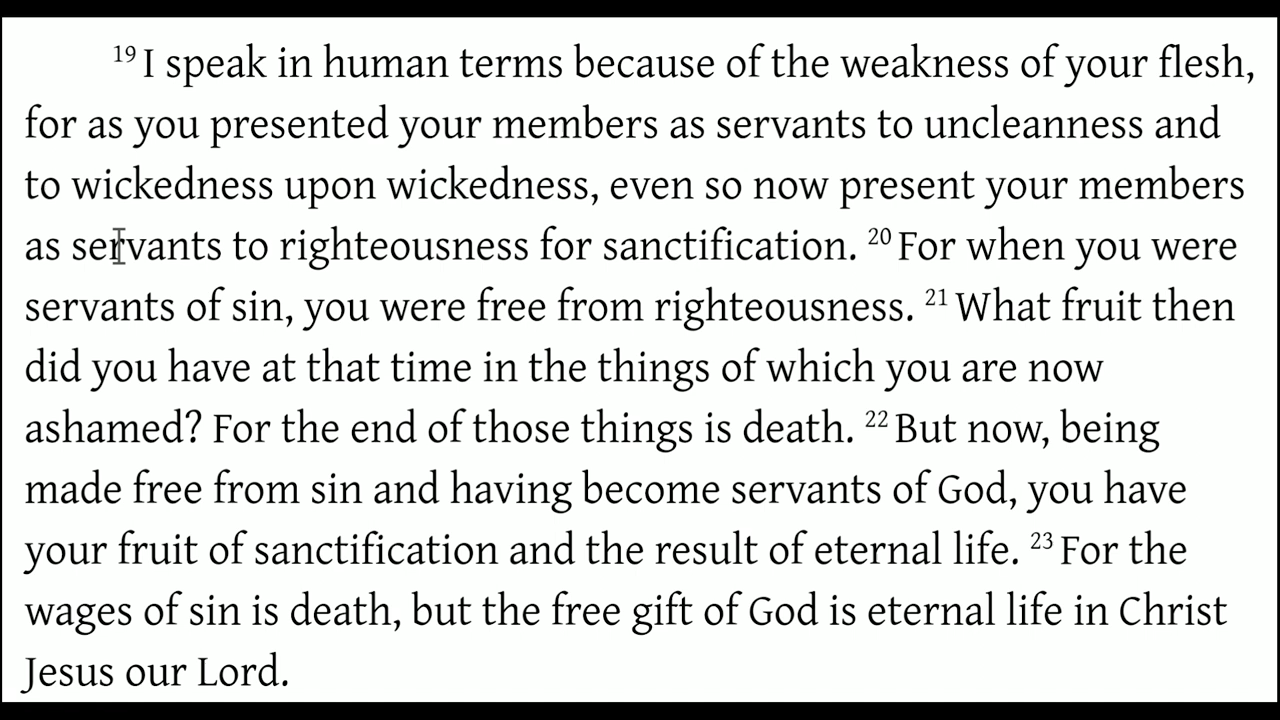 19 I speak in human terms because of the weakness of your flesh,
for as you presented your members as servants to uncleanness and
to wickedness upon wickedness, even so now present your members
as servants to righteousness for sanctification. 20 For when you were
servants of sin, you were free from righteousness. 21 What fruit then
did you have at that time in the things of which you are now
ashamed? For the end of those things is death. 22 But now, being
made free from sin and having become servants of God, you have
your fruit of sanctification and the result of eternal life. 23 For the
wages of sin is death, but the free gift of God is eternal life in Christ
Jesus our Lord.